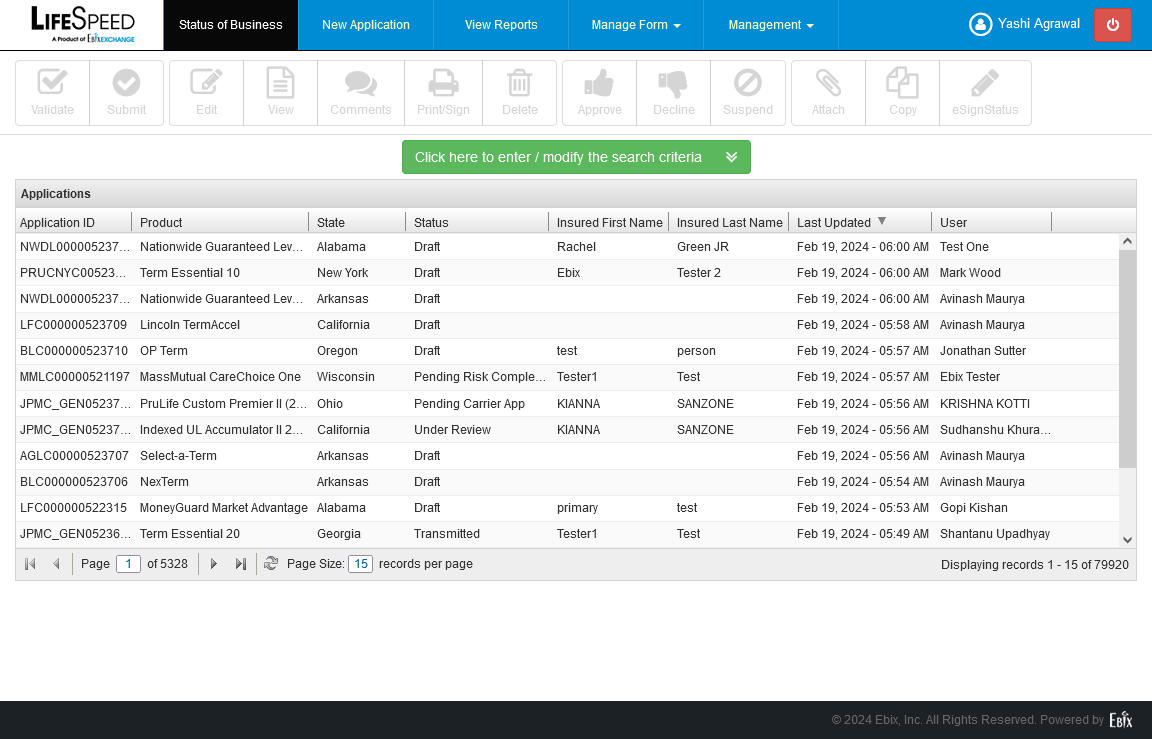 LIFESPEED Status of Business New Application View Reports Manage Form Management Yashi Agrawal
A Product of EbixEXCHANGE
Validate Submit Edit View Comments Print/Sign Delete Approve Decline Suspend Attach Copy eSignStatus
Click here to enter / modify the search criteria
Applications
Application ID Product State Status Insured First Name Insured Last Name Last Updated User
NWDL000005237... Nationwide Guaranteed Lev... Alabama Draft Rachel Green JR Feb 19, 2024 - 06:00 AM Test One
PRUCNYC00523... Term Essential 10 New York Draft Ebix Tester 2 Feb 19, 2024 - 06:00 AM Mark Wood
NWDL000005237... Nationwide Guaranteed Lev... Arkansas Draft Feb 19, 2024 - 06:00 AM Avinash Maurya
LFC000000523709 Lincoln TermAccel California Draft Feb 19, 2024 - 05:58 AM Avinash Maurya
BLC000000523710 OP Term Oregon Draft test person Feb 19, 2024 - 05:57 AM Jonathan Sutter
MMLC00000521197 MassMutual CareChoice One Wisconsin Pending Risk Comple... Tester1 Test Feb 19, 2024 - 05:57 AM Ebix Tester
JPMC_GEN05237... PruLife Custom Premier II (2... Ohio Pending Carrier App KIANNA SANZONE Feb 19, 2024 - 05:56 AM KRISHNA KOTTI
JPMC_GEN05237... Indexed UL Accumulator II 2... California Under Review KIANNA SANZONE Feb 19, 2024 - 05:56 AM Sudhanshu Khura...
AGLC00000523707 Select-a-Term Arkansas Draft Feb 19, 2024 - 05:56 AM Avinash Maurya
BLC000000523706 NexTerm Arkansas Draft Feb 19, 2024 - 05:54 AM Avinash Maurya
LFC000000522315 MoneyGuard Market Advantage Alabama Draft primary test Feb 19, 2024 - 05:53 AM Gopi Kishan
JPMC_GEN05236... Term Essential 20 Georgia Transmitted Tester1 Test Feb 19, 2024 - 05:49 AM Shantanu Upadhyay
Page 1 of 5328 Page Size: 15 records per page Displaying records 1 - 15 of 79920
© 2024 Ebix, Inc. All Rights Reserved. Powered by Ebix